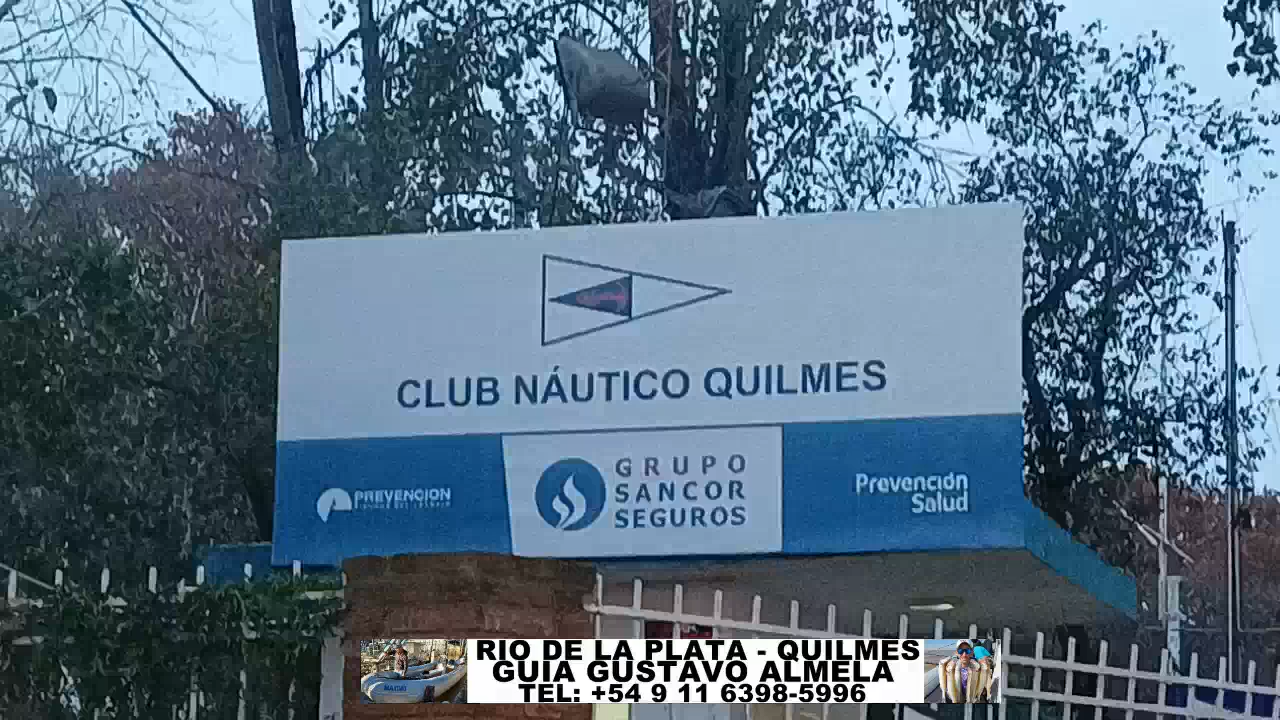 CLUB NÁUTICO QUILMES
PREVENCION
GRUPO
SANCOR
SEGUROS
Prevención
Salud
RIO DE LA PLATA - QUILMES
GUIA GUSTAVO ALMELA
TEL: +54 9 11 6398-5996